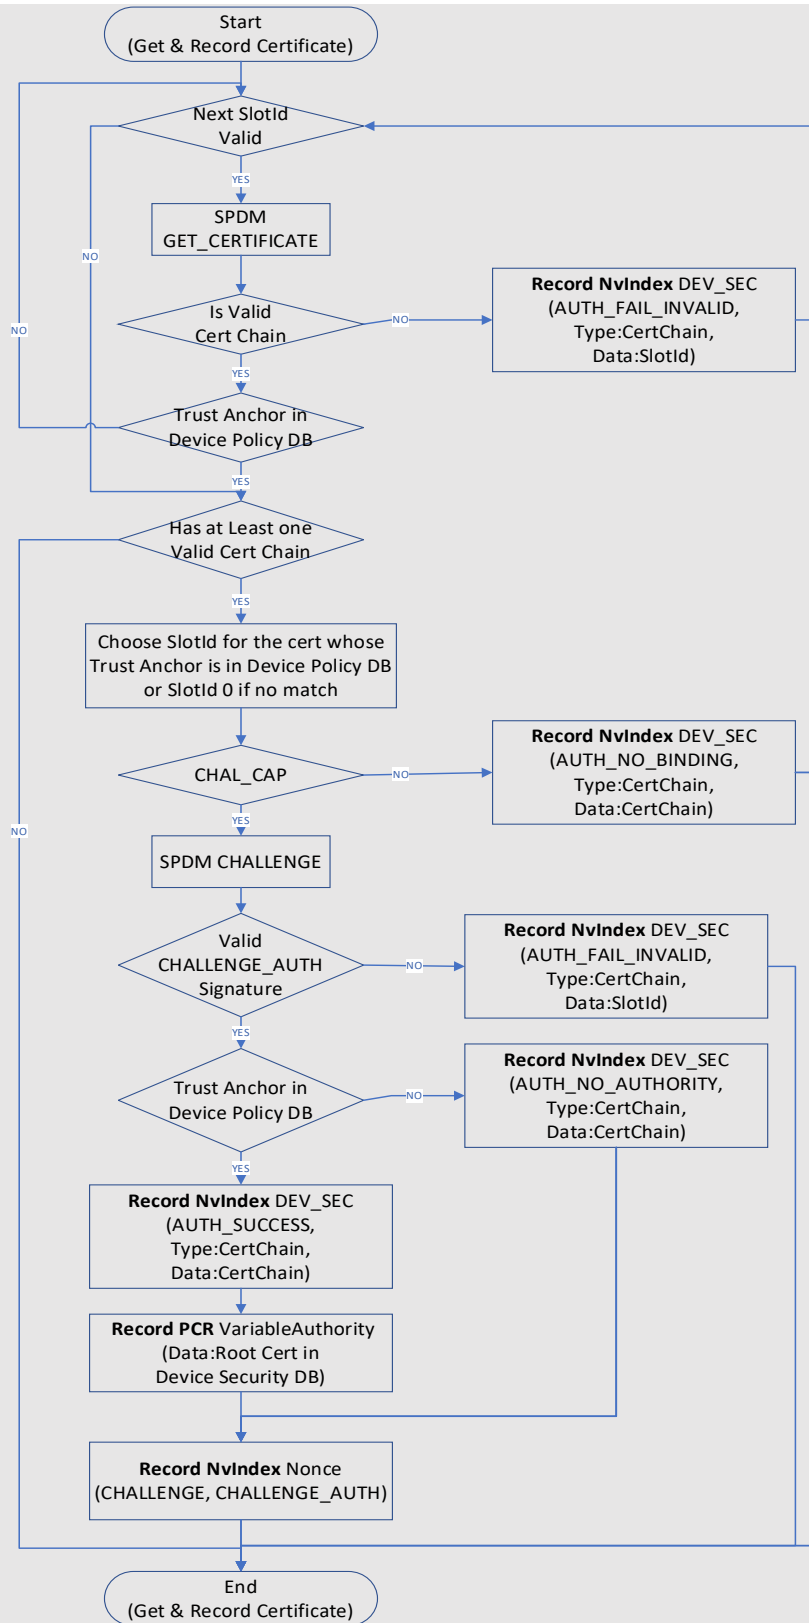 Start
(Get & Record Certificate)
Next SlotId
Valid
YES
SPDM
GET_CERTIFICATE
NO
Is Valid
Cert Chain
NO
Record NvIndex DEV_SEC
(AUTH_FAIL_INVALID,
Type:CertChain,
Data:SlotId)
NO
YES
Trust Anchor in
Device Policy DB
YES
Has at Least one
Valid Cert Chain
YES
Choose SlotId for the cert whose
Trust Anchor is in Device Policy DB
or SlotId 0 if no match
CHAL_CAP
NO
Record NvIndex DEV_SEC
(AUTH_NO_BINDING,
Type:CertChain,
Data:CertChain)
YES
NO
SPDM CHALLENGE
Valid
CHALLENGE_AUTH
Signature
NO
Record NvIndex DEV_SEC
(AUTH_FAIL_INVALID,
Type:CertChain,
Data:SlotId)
YES
Trust Anchor in
Device Policy DB
NO
Record NvIndex DEV_SEC
(AUTH_NO_AUTHORITY,
Type:CertChain,
Data:CertChain)
YES
Record NvIndex DEV_SEC
(AUTH_SUCCESS,
Type:CertChain,
Data:CertChain)
Record PCR VariableAuthority
(Data:Root Cert in
Device Security DB)
Record NvIndex Nonce
(CHALLENGE, CHALLENGE_AUTH)
End
(Get & Record Certificate)